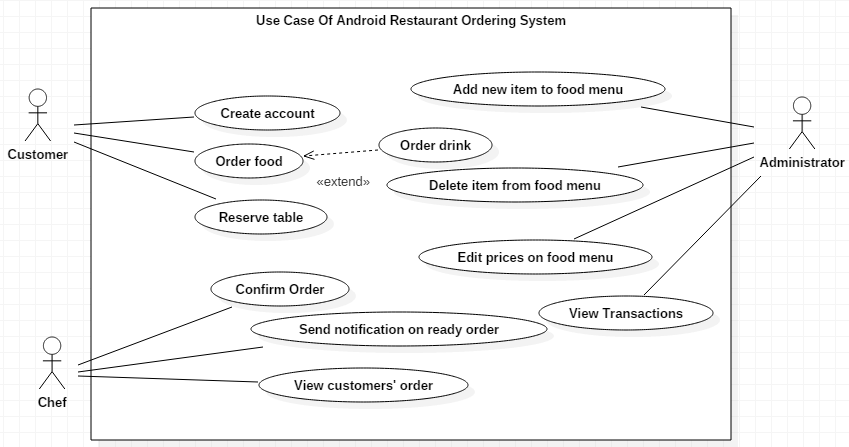 Use Case Of Android Restaurant Ordering System
Add new item to food menu
Create account
Customer
Order food
Order drink
Administrator
«extend»
Delete item from food menu
Reserve table
Edit prices on food menu
Confirm Order
View Transactions
Send notification on ready order
View customers' order
Chef